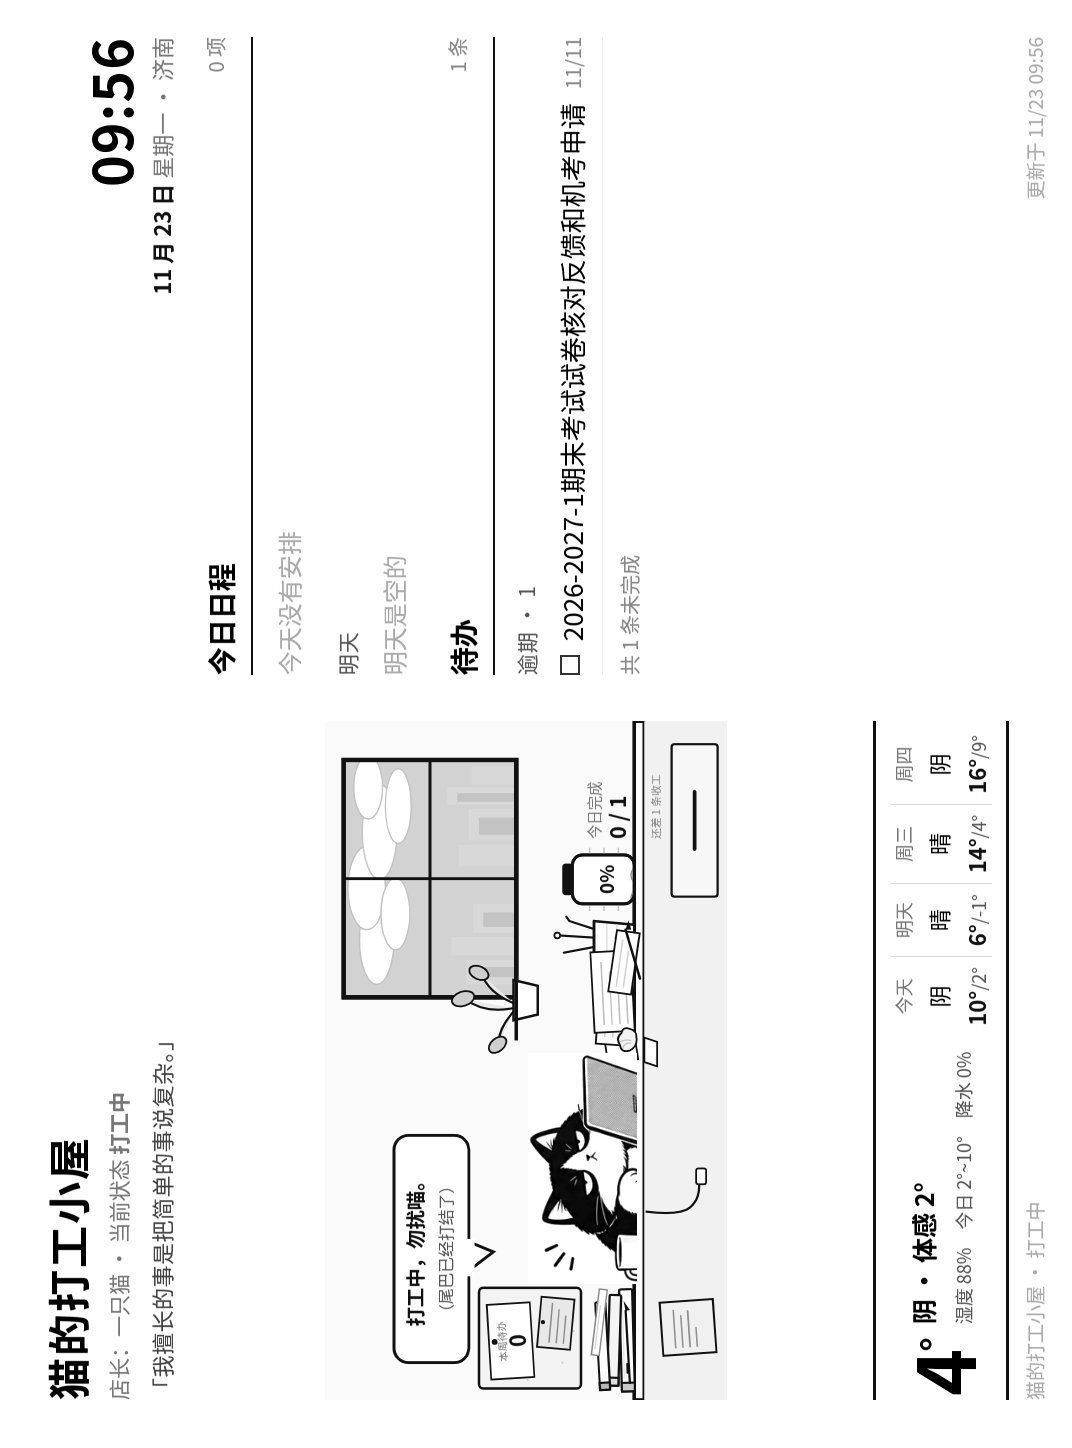 猫的打工小屋
店长：一只猫 · 当前状态 打工中
「我擅长的事是把简单的事说复杂。」
打工中，勿扰喵。
（尾巴已经打结了）
本周待办
0
0%
今日完成
0 / 1
还差 1 条收工
4° 阴 · 体感 2°
湿度 88% 今日 2°~10° 降水 0%
今天 明天 周三 周四
阴 晴 晴 阴
10°/2° 6°/-1° 14°/4° 16°/9°
猫的打工小屋 · 打工中
09:56
11 月 23 日 星期一 · 济南
今日日程 0 项
今天没有安排
明天
明天是空的
待办 1 条
逾期 · 1
2026-2027-1期末考试试卷核对反馈和机考申请 11/11
共 1 条未完成
更新于 11/23 09:56